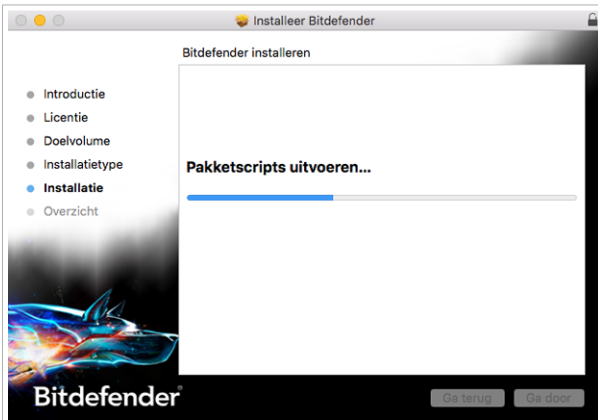 Installeer Bitdefender
Bitdefender installeren
Introductie
Licentie
Doelvolume
Installatietype
Installatie
Overzicht
Pakketscripts uitvoeren...
Bitdefender
Ga terug
Ga door